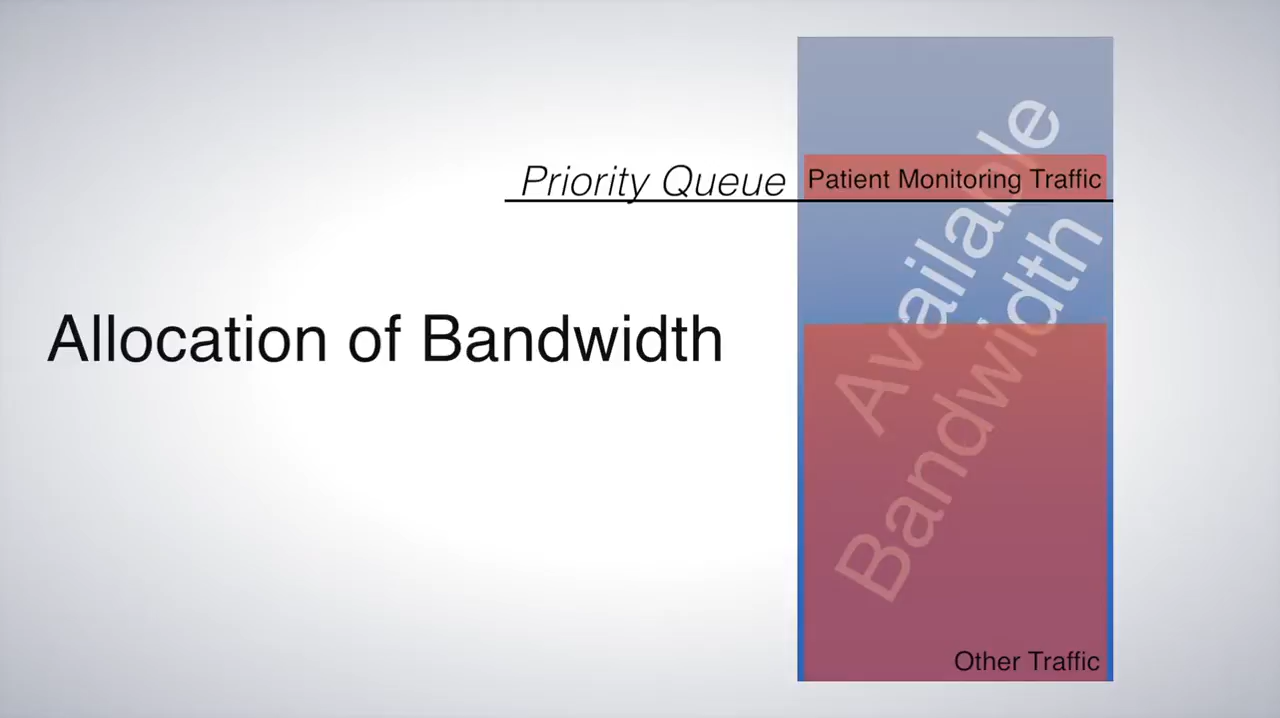 Priority Queue
Patient Monitoring Traffic
Available
Bandwidth
Allocation of Bandwidth
Other Traffic